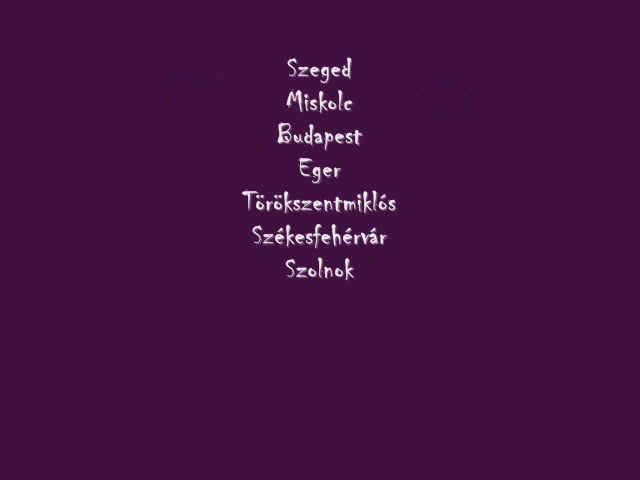 Szeged
Miskolc
Budapest
Eger
Törökszentmiklós
Székesfehérvár
Szolnok